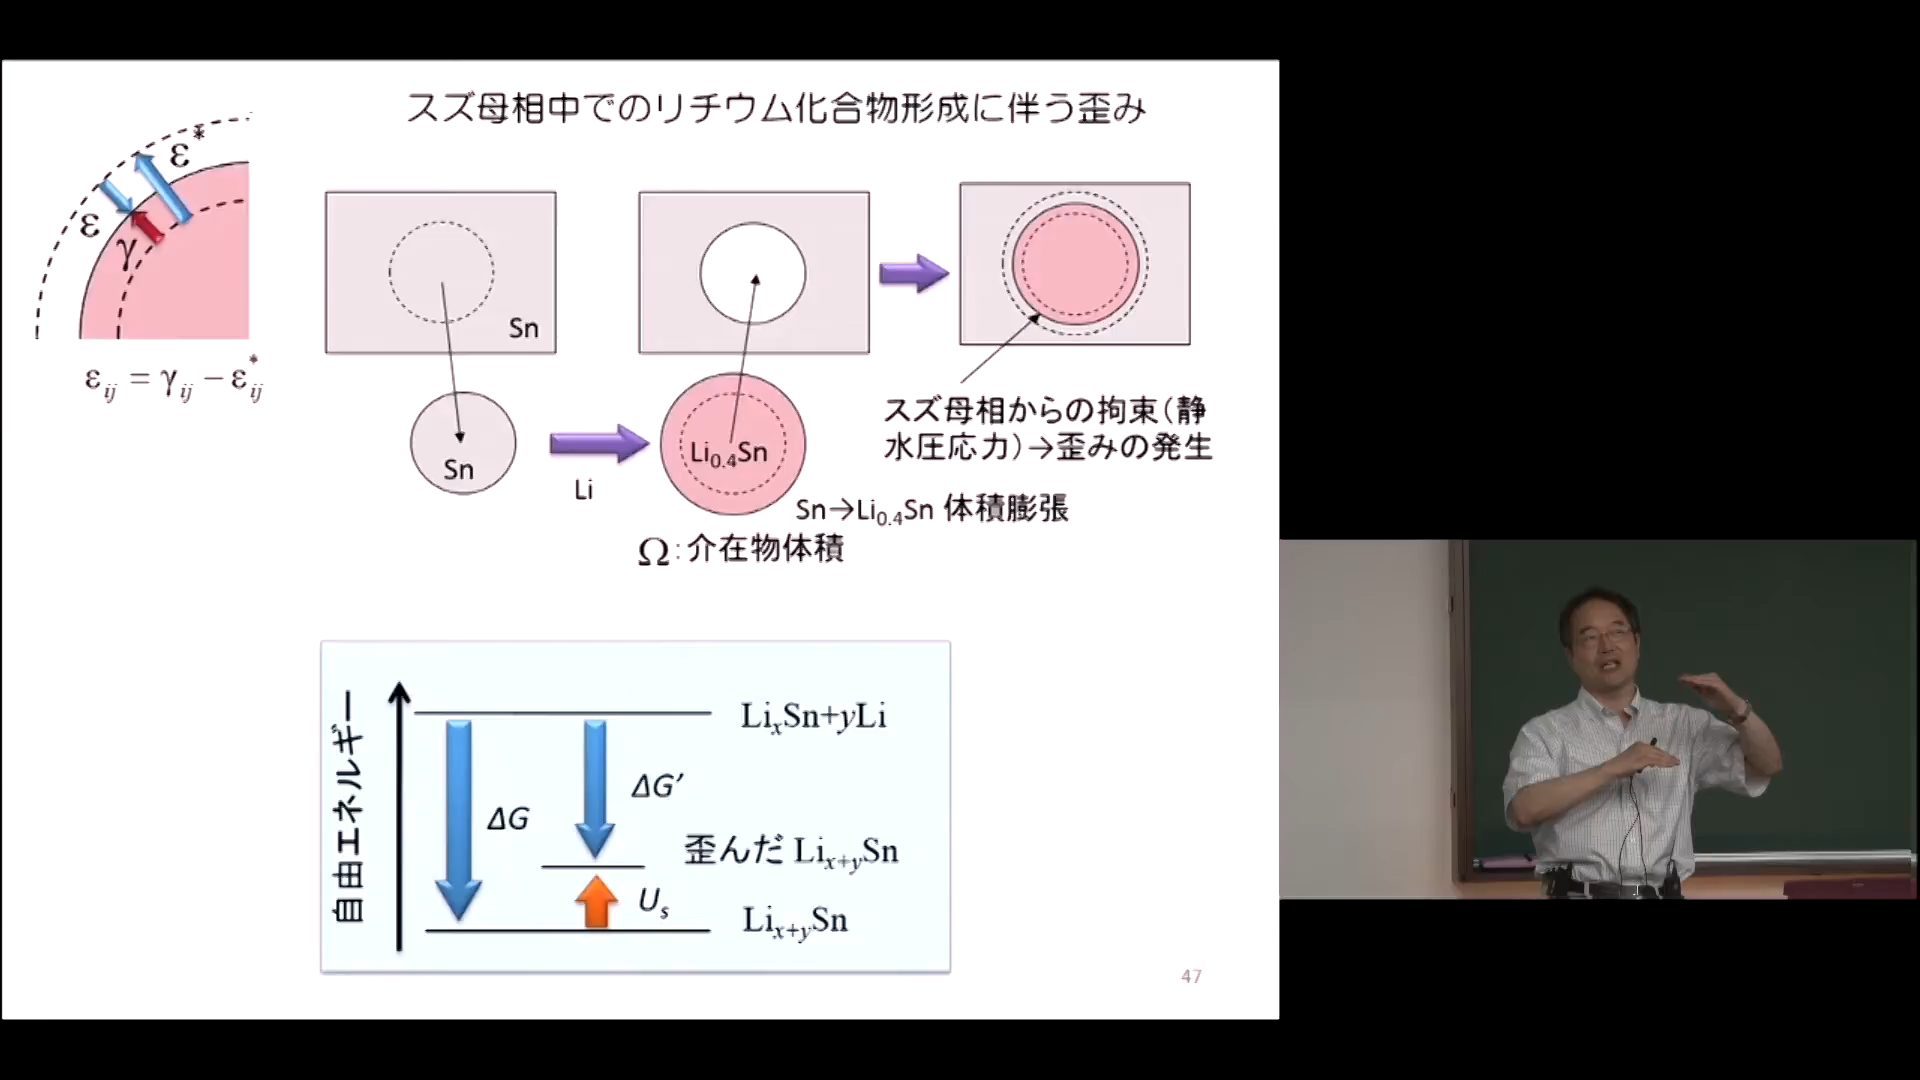 スズ母相中でのリチウム化合物形成に伴う歪み
ε*
ε
γ
εij = γij − ε*ij
Sn
Sn
Li
Li0.4Sn
スズ母相からの拘束(静
水圧応力)→歪みの発生
Sn→Li0.4Sn 体積膨張
Ω:介在物体積
自由エネルギー
LixSn+yLi
ΔG
ΔG′
歪んだ Lix+ySn
Us
Lix+ySn
47